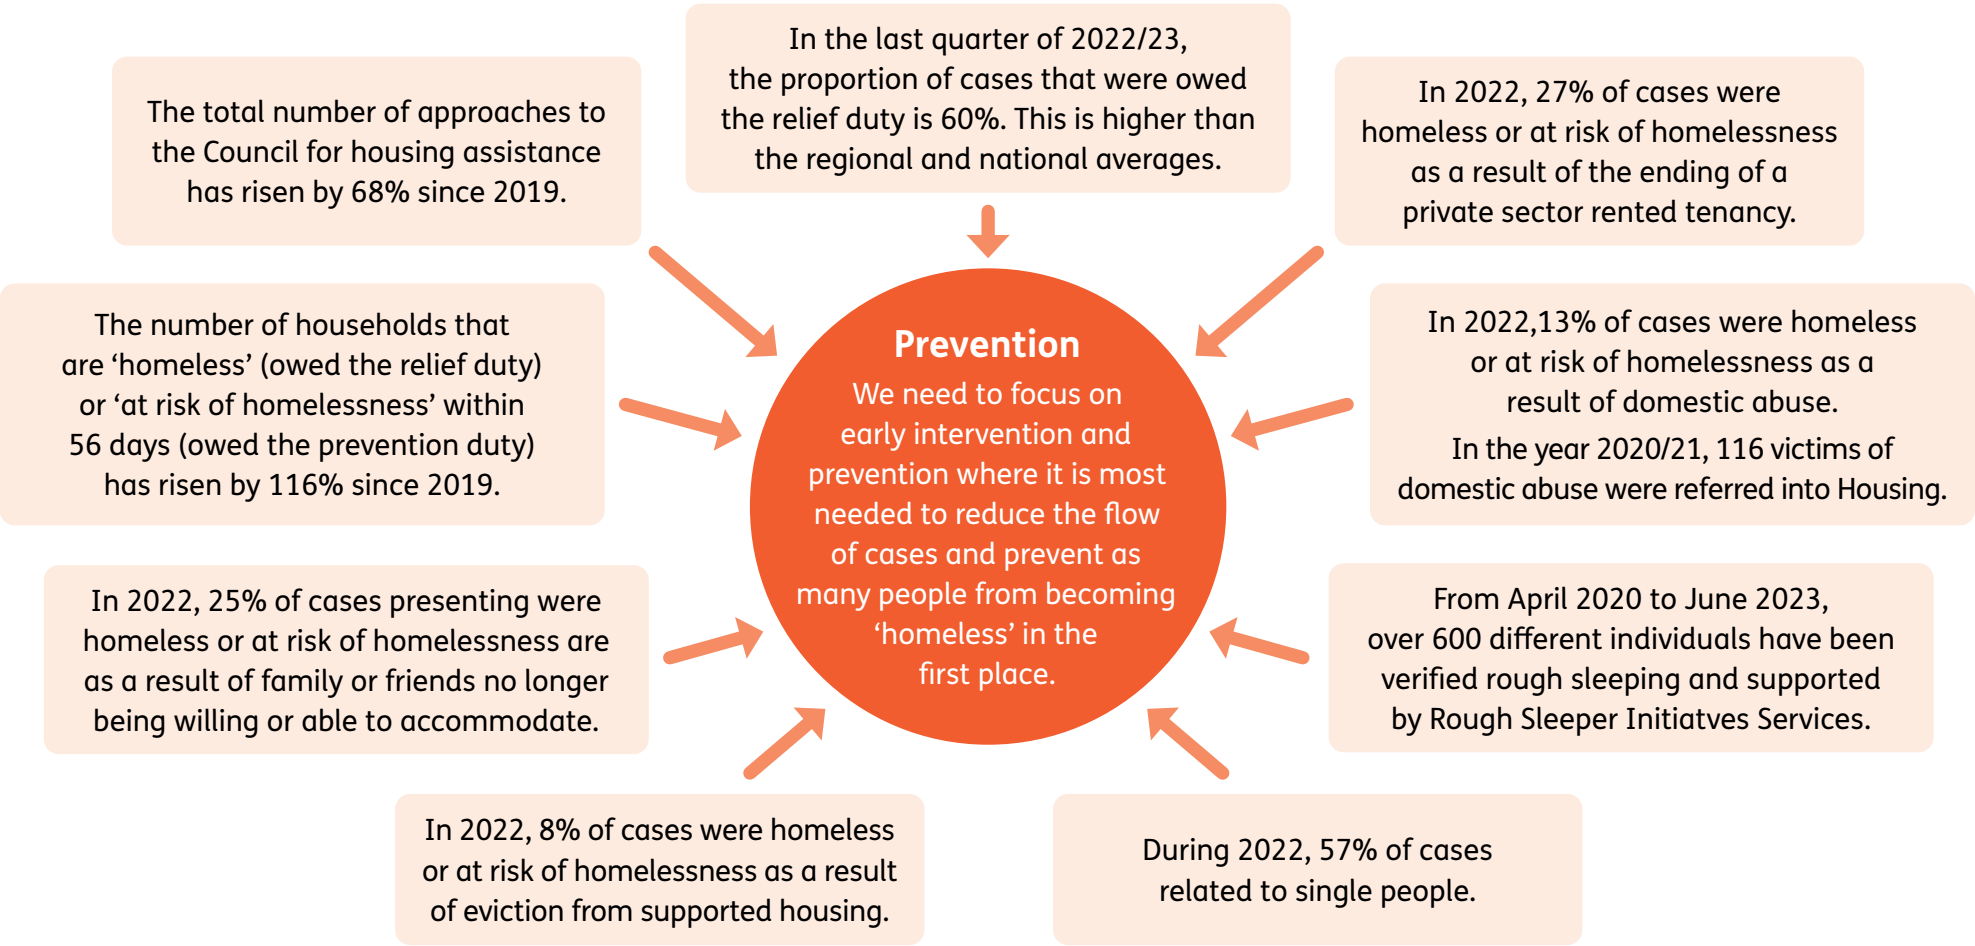 In the last quarter of 2022/23,
the proportion of cases that were owed
the relief duty is 60%. This is higher than
the regional and national averages.
The total number of approaches to
the Council for housing assistance
has risen by 68% since 2019.
In 2022, 27% of cases were
homeless or at risk of homelessness
as a result of the ending of a
private sector rented tenancy.
The number of households that
are ‘homeless’ (owed the relief duty)
or ‘at risk of homelessness’ within
56 days (owed the prevention duty)
has risen by 116% since 2019.
Prevention
We need to focus on
early intervention and
prevention where it is most
needed to reduce the flow
of cases and prevent as
many people from becoming
‘homeless’ in the
first place.
In 2022,13% of cases were homeless
or at risk of homelessness as a
result of domestic abuse.
In the year 2020/21, 116 victims of
domestic abuse were referred into Housing.
In 2022, 25% of cases presenting were
homeless or at risk of homelessness are
as a result of family or friends no longer
being willing or able to accommodate.
From April 2020 to June 2023,
over 600 different individuals have been
verified rough sleeping and supported
by Rough Sleeper Initiatves Services.
In 2022, 8% of cases were homeless
or at risk of homelessness as a result
of eviction from supported housing.
During 2022, 57% of cases
related to single people.